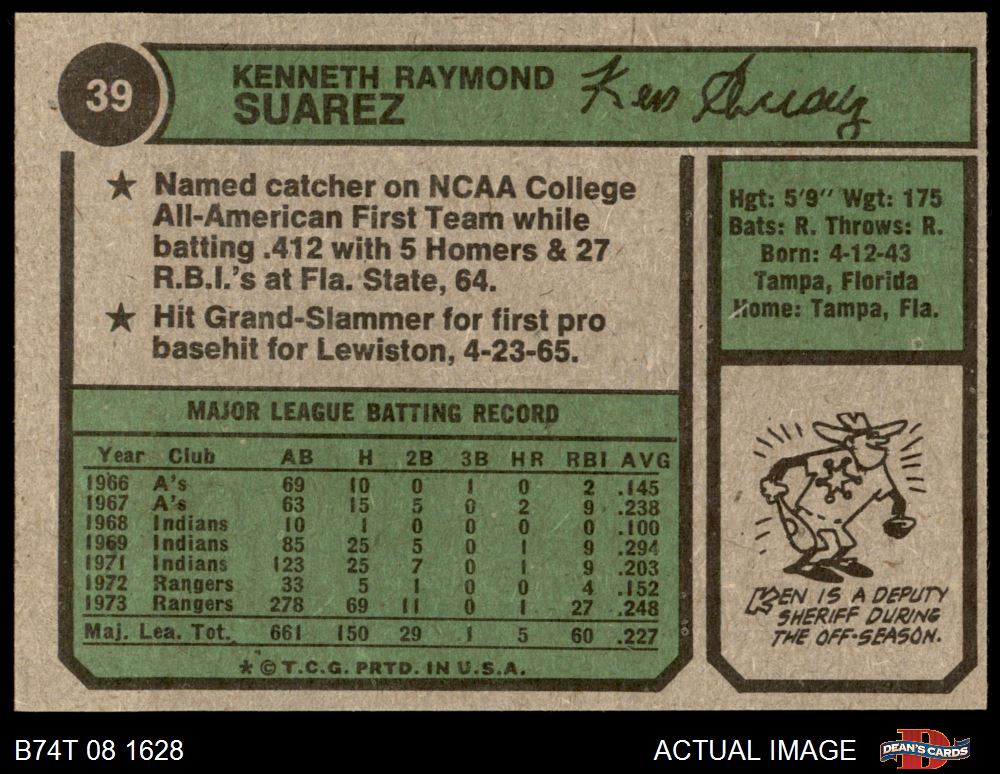 39
KENNETH RAYMOND
SUAREZ
Ken Suarez
★ Named catcher on NCAA College
All-American First Team while
batting .412 with 5 Homers & 27
R.B.I.'s at Fla. State, 64.
★ Hit Grand-Slammer for first pro
basehit for Lewiston, 4-23-65.
Hgt: 5'9" Wgt: 175
Bats: R. Throws: R.
Born: 4-12-43
Tampa, Florida
Home: Tampa, Fla.
MAJOR LEAGUE BATTING RECORD
Year Club AB H 2B 3B HR RBI AVG
1966 A's 69 10 0 1 0 2 .145
1967 A's 63 15 5 0 2 9 .238
1968 Indians 10 1 0 0 0 0 .100
1969 Indians 85 25 5 0 1 9 .294
1971 Indians 123 25 7 0 1 9 .203
1972 Rangers 33 5 1 0 0 4 .152
1973 Rangers 278 69 11 0 1 27 .248
Maj. Lea. Tot. 661 150 29 1 5 60 .227
* © T.C.G. PRTD. IN U.S.A.
KEN IS A DEPUTY
SHERIFF DURING
THE OFF-SEASON.
B74T 08 1628
ACTUAL IMAGE
DEAN'S CARDS